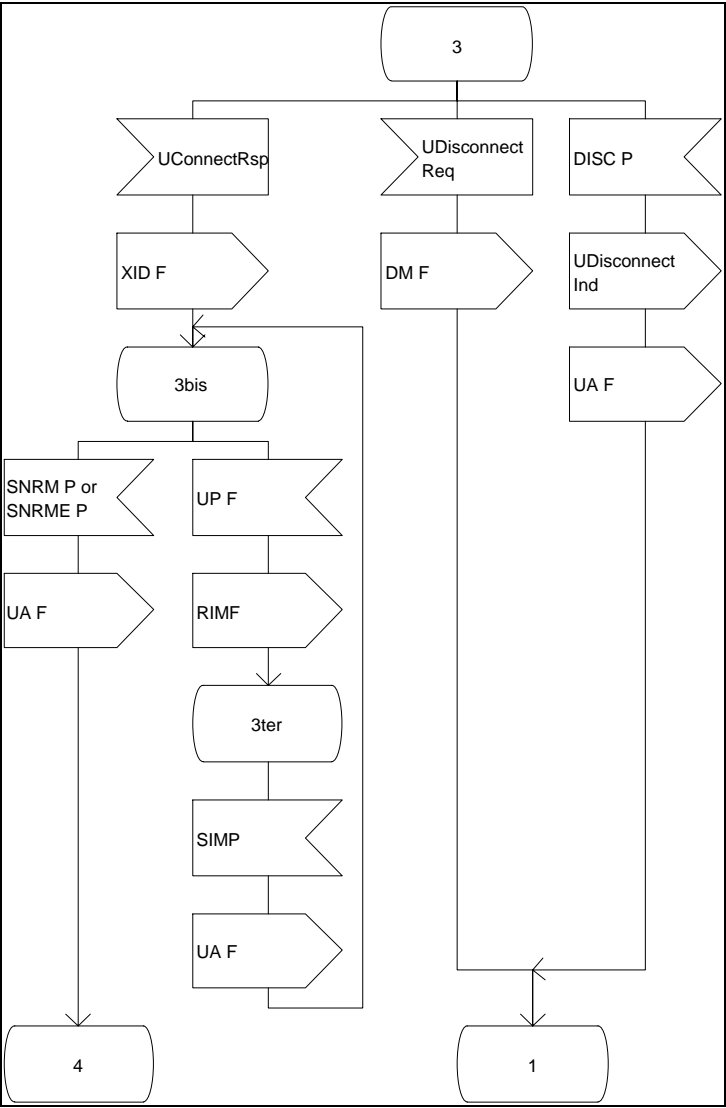 3
UConnectRsp
UDisconnect
Req
DISC P
XID F
DM F
UDisconnect
Ind
3bis
UA F
SNRM P or
SNRME P
UP F
UA F
RIMF
3ter
SIMP
UA F
4
1